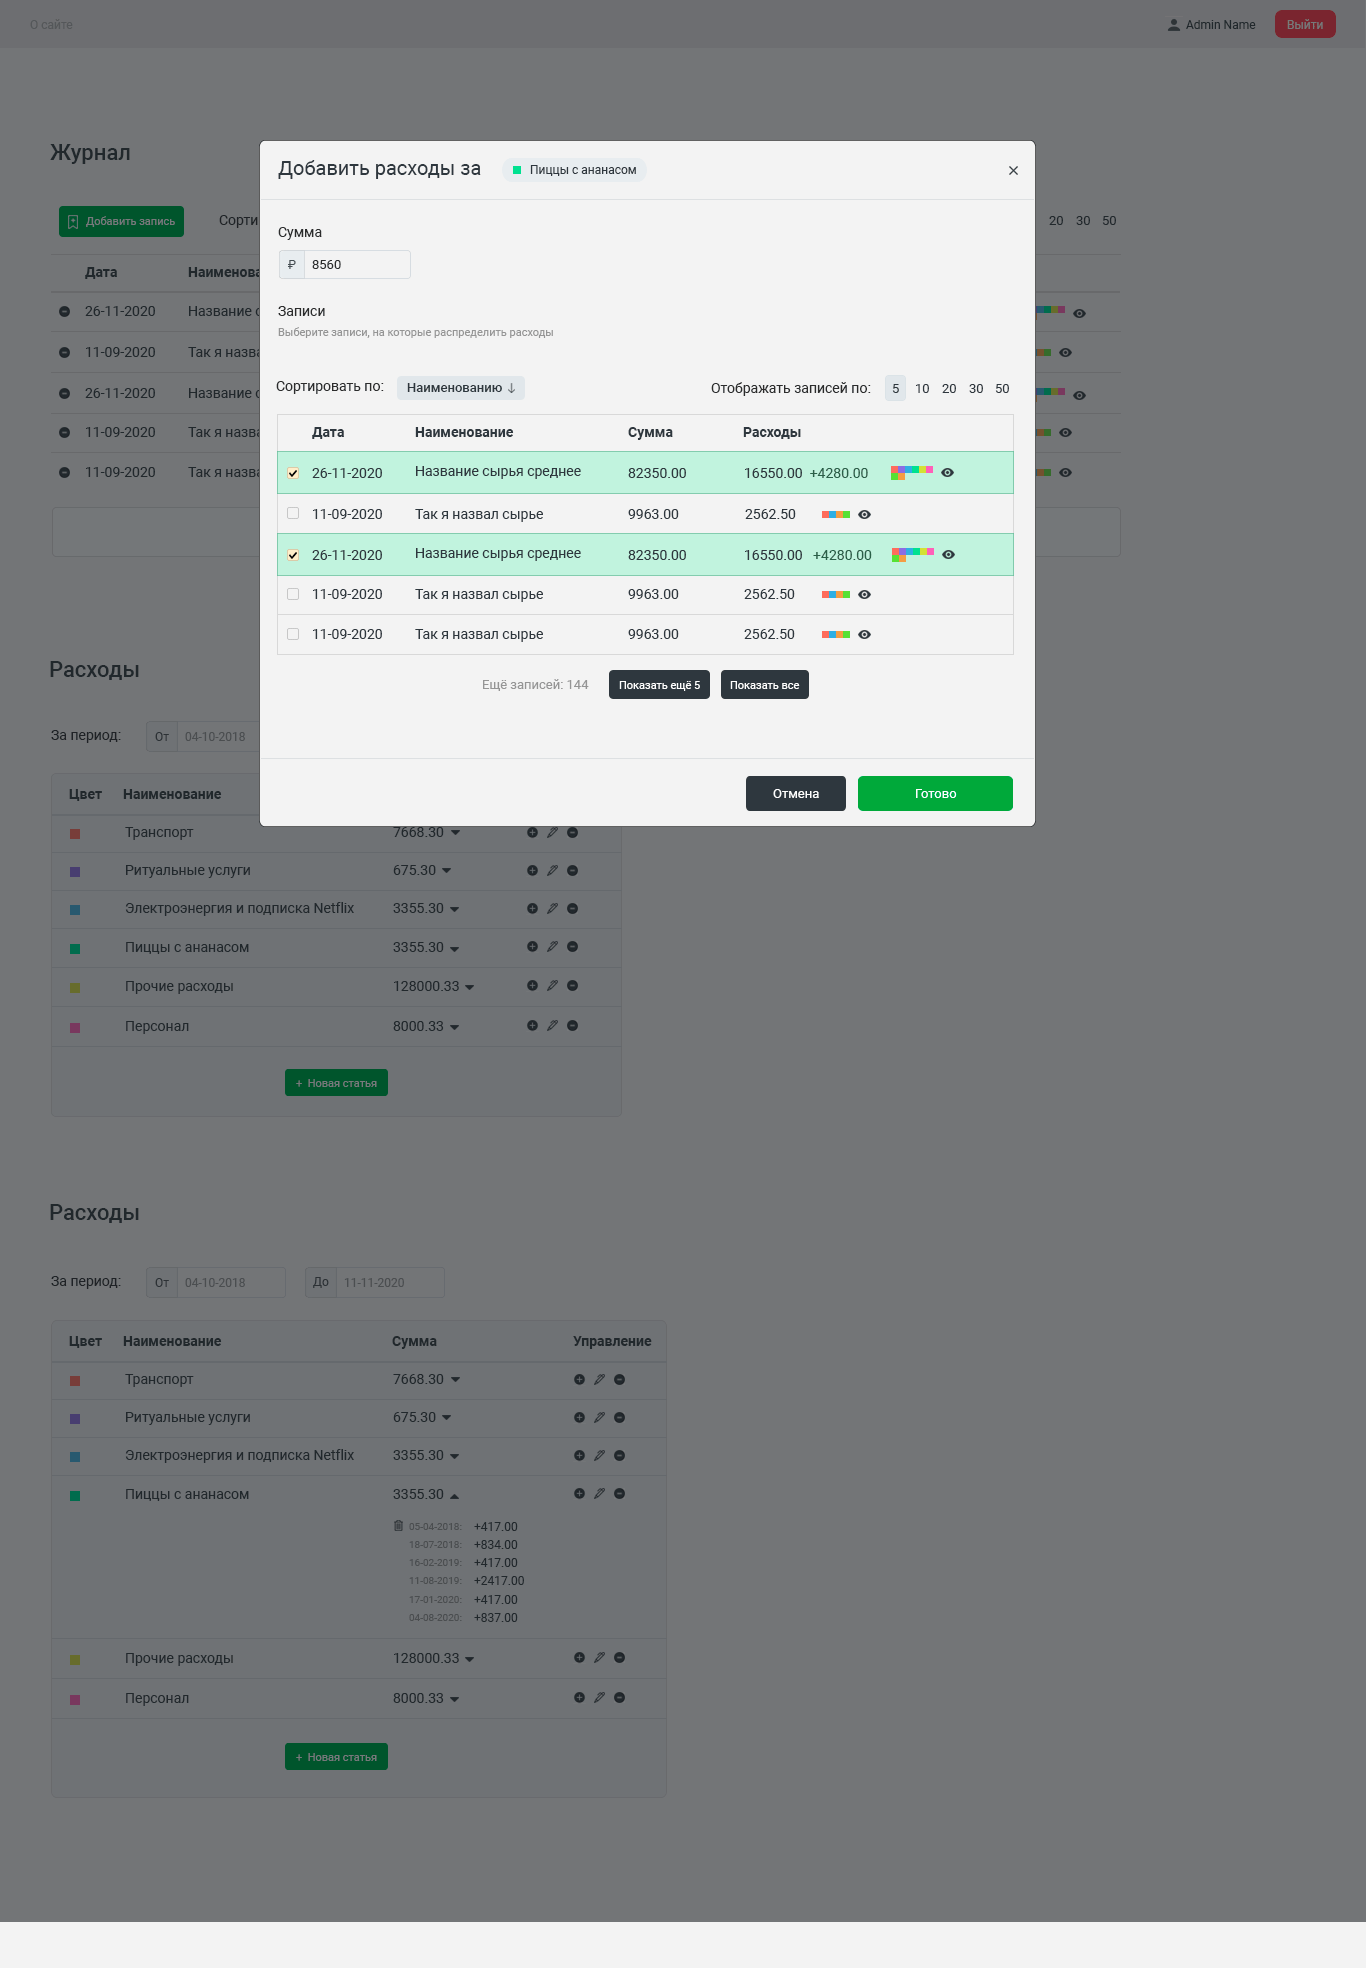 О сайте
Admin Name
Выйти
Журнал
Добавить расходы за
Пиццы с ананасом
×
Добавить запись
Сорти
20 30 50
Сумма
₽ 8560
Дата Наименова
26-11-2020 Название
11-09-2020 Так я назв
26-11-2020 Название
11-09-2020 Так я назв
11-09-2020 Так я назв
Записи
Выберите записи, на которые распределить расходы
Сортировать по: Наименованию ↓
Отображать записей по: 5 10 20 30 50
Дата Наименование Сумма Расходы
26-11-2020 Название сырья среднее 82350.00 16550.00 +4280.00
11-09-2020 Так я назвал сырье 9963.00 2562.50
26-11-2020 Название сырья среднее 82350.00 16550.00 +4280.00
11-09-2020 Так я назвал сырье 9963.00 2562.50
11-09-2020 Так я назвал сырье 9963.00 2562.50
Ещё записей: 144 Показать ещё 5 Показать все
Отмена Готово
Расходы
За период: От 04-10-2018
Цвет Наименование
Транспорт 7668.30
Ритуальные услуги 675.30
Электроэнергия и подписка Netflix 3355.30
Пиццы с ананасом 3355.30
Прочие расходы 128000.33
Персонал 8000.33
+ Новая статья
Расходы
За период: От 04-10-2018 До 11-11-2020
Цвет Наименование Сумма Управление
Транспорт 7668.30
Ритуальные услуги 675.30
Электроэнергия и подписка Netflix 3355.30
Пиццы с ананасом 3355.30
05-04-2018: +417.00
18-07-2018: +834.00
16-02-2019: +417.00
11-08-2019: +2417.00
17-01-2020: +417.00
04-08-2020: +837.00
Прочие расходы 128000.33
Персонал 8000.33
+ Новая статья